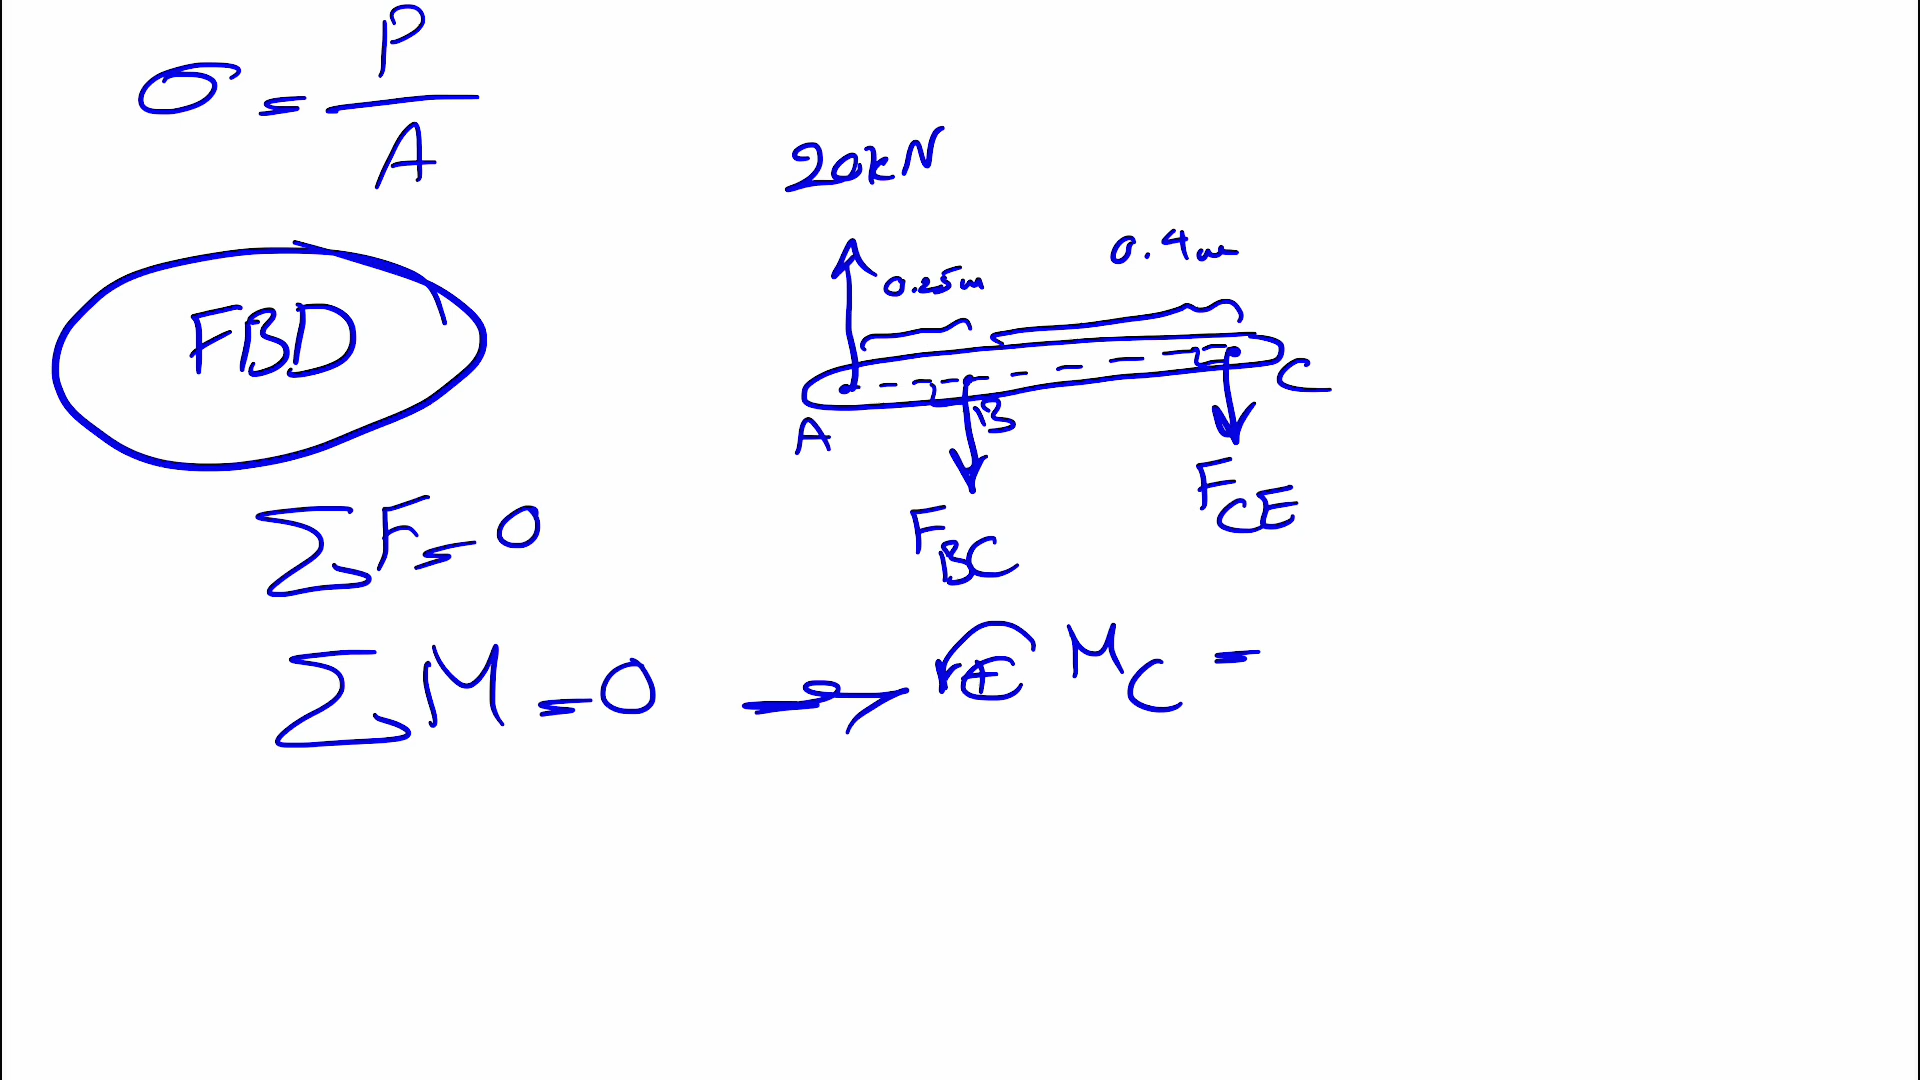 σ = P / A
20kN
0.25m
0.4m
FBD
A
B
C
F_BC
F_CE
ΣF = 0
ΣM = 0 → + M_C =